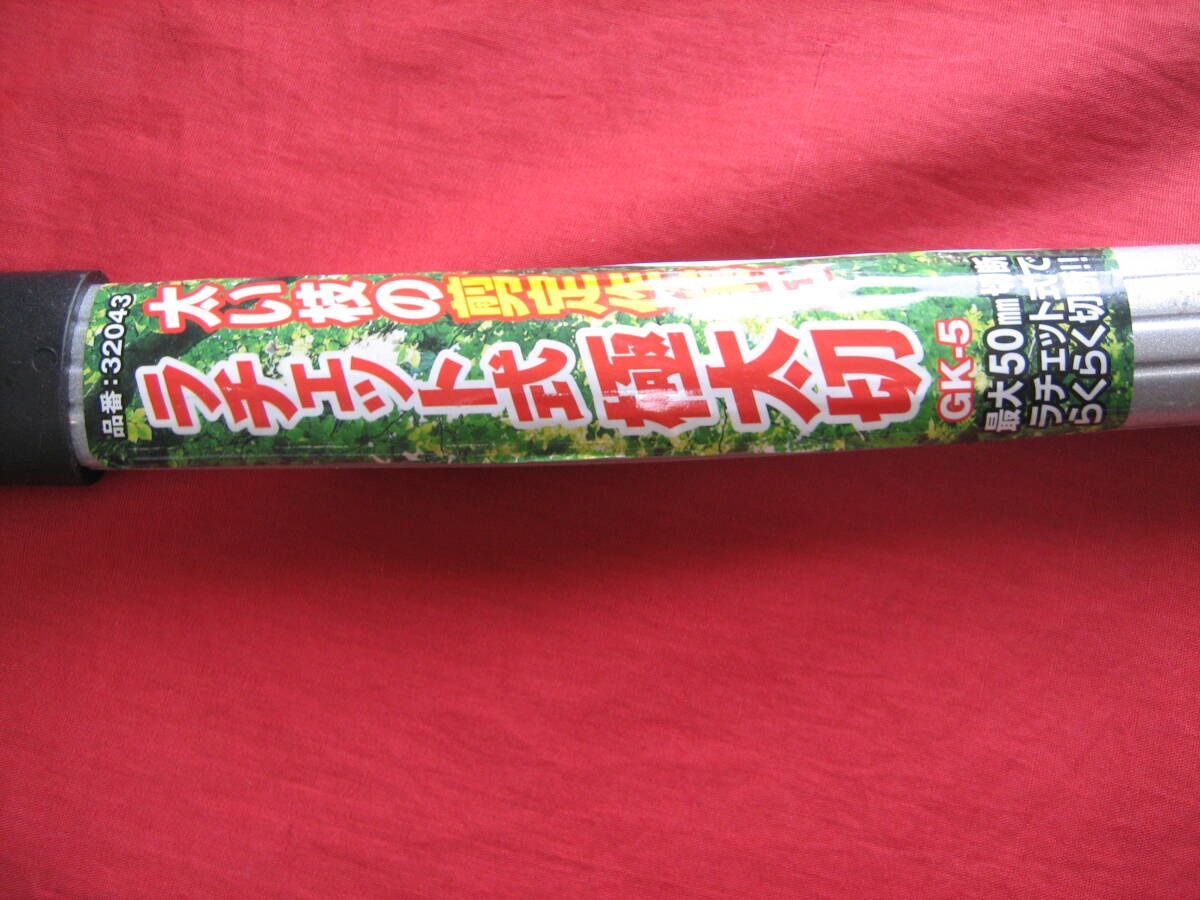 品番：32043
太い枝の剪定作
ラチェット式極太切
GK-5
最大50㎜
ラチェット式で
らくらく切断!!